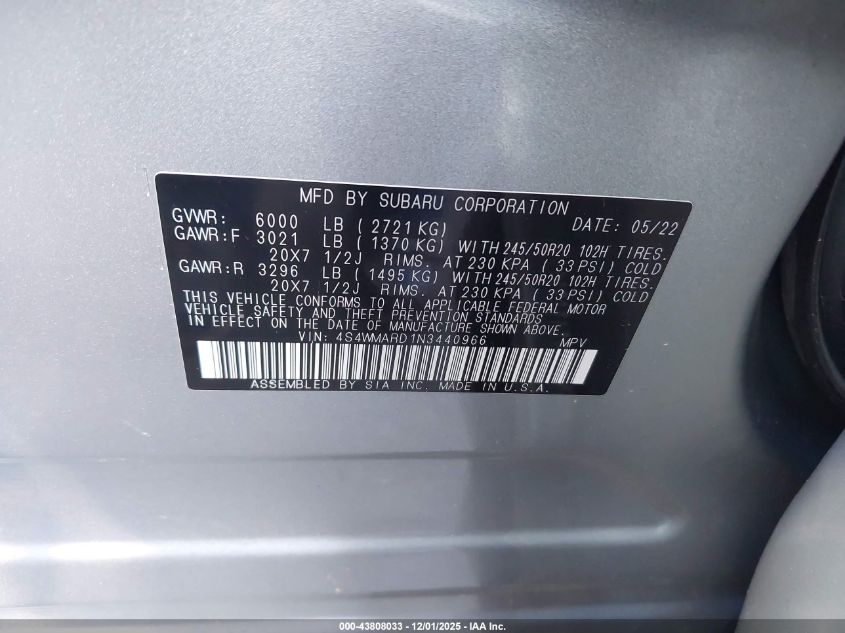 MFD BY SUBARU CORPORATION
GVWR: 6000 LB ( 2721 KG) DATE: 05/22
GAWR:F 3021 LB ( 1370 KG) WITH 245/50R20 102H TIRES.
20X7 1/2J RIMS. AT 230 KPA ( 33 PSI) COLD
GAWR:R 3296 LB ( 1495 KG) WITH 245/50R20 102H TIRES.
20X7 1/2J RIMS. AT 230 KPA ( 33 PSI) COLD
THIS VEHICLE CONFORMS TO ALL APPLICABLE FEDERAL MOTOR
VEHICLE SAFETY AND THEFT PREVENTION STANDARDS
IN EFFECT ON THE DATE OF MANUFACTURE SHOWN ABOVE.
VIN: 4S4WMARD1N3440966 MPV
ASSEMBLED BY SIA INC. MADE IN U.S.A.
000-43808033 - 12/01/2025 - IAA Inc.